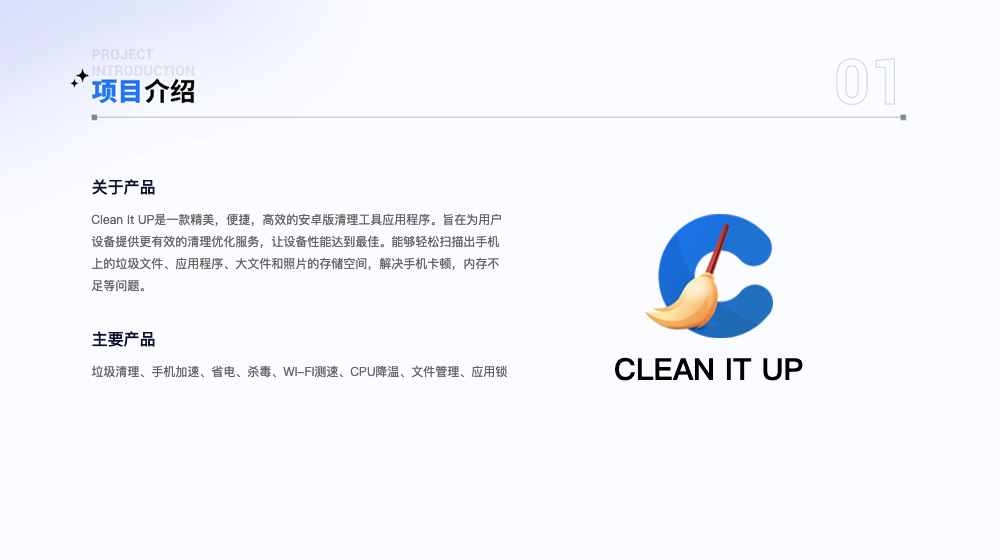 PROJECT
INTRODUCTION
项目介绍
01
关于产品
Clean It UP是一款精美，便捷，高效的安卓版清理工具应用程序。旨在为用户
设备提供更有效的清理优化服务，让设备性能达到最佳。能够轻松扫描出手机
上的垃圾文件、应用程序、大文件和照片的存储空间，解决手机卡顿，内存不
足等问题。
主要产品
垃圾清理、手机加速、省电、杀毒、WI-FI测速、CPU降温、文件管理、应用锁
CLEAN IT UP